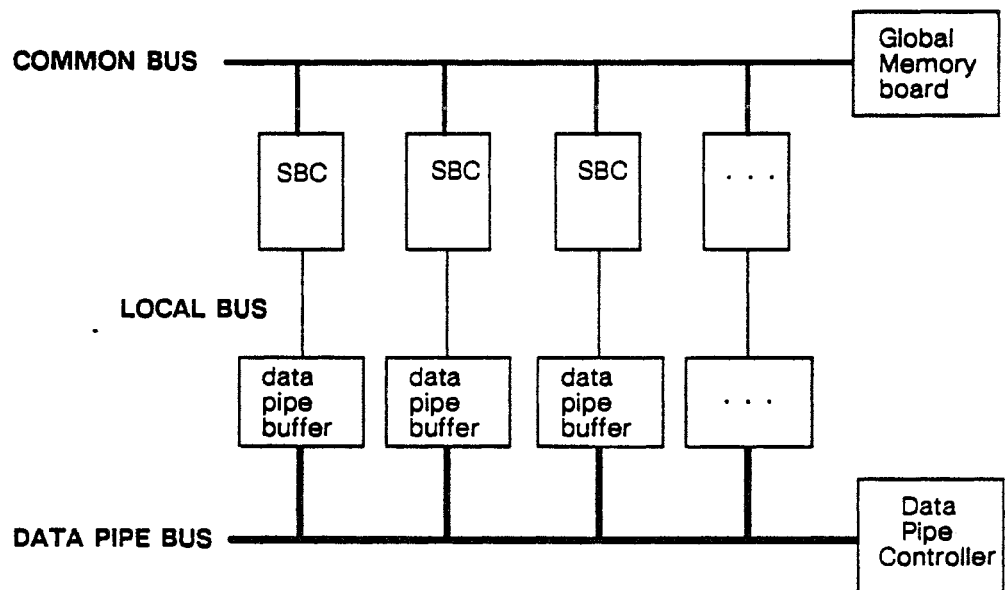 COMMON BUS
Global
Memory
board
SBC
SBC
SBC
. . .
LOCAL BUS
data
pipe
buffer
data
pipe
buffer
data
pipe
buffer
. . .
DATA PIPE BUS
Data
Pipe
Controller